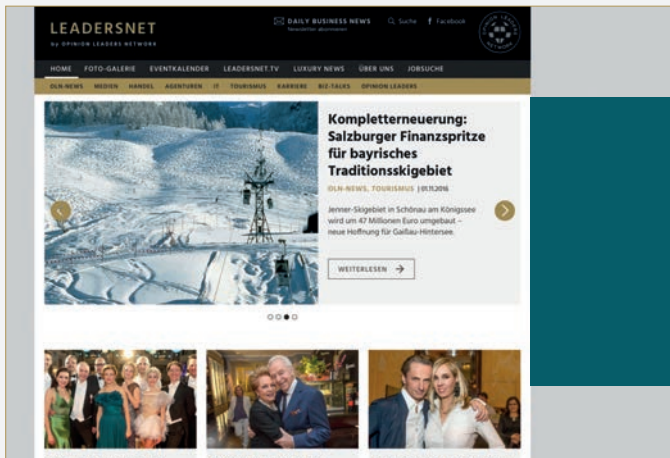 LEADERSNET
by OPINION LEADERS NETWORK
DAILY BUSINESS NEWS
Newsletter abonnieren
Suche
Facebook
OPINION LEADERS NETWORK
HOME FOTO-GALERIE EVENTKALENDER LEADERSNET.TV LUXURY NEWS ÜBER UNS JOBSUCHE
OLN-NEWS MEDIEN HANDEL AGENTUREN IT TOURISMUS KARRIERE BIZ-TALKS OPINION LEADERS
Kompletterneuerung:
Salzburger Finanzspritze
für bayrisches
Traditionsskigebiet
OLN-NEWS, TOURISMUS | 01.11.2016
Jenner-Skigebiet in Schönau am Königssee
wird um 47 Millionen Euro umgebaut –
neue Hoffnung für Gaißau-Hintersee.
WEITERLESEN